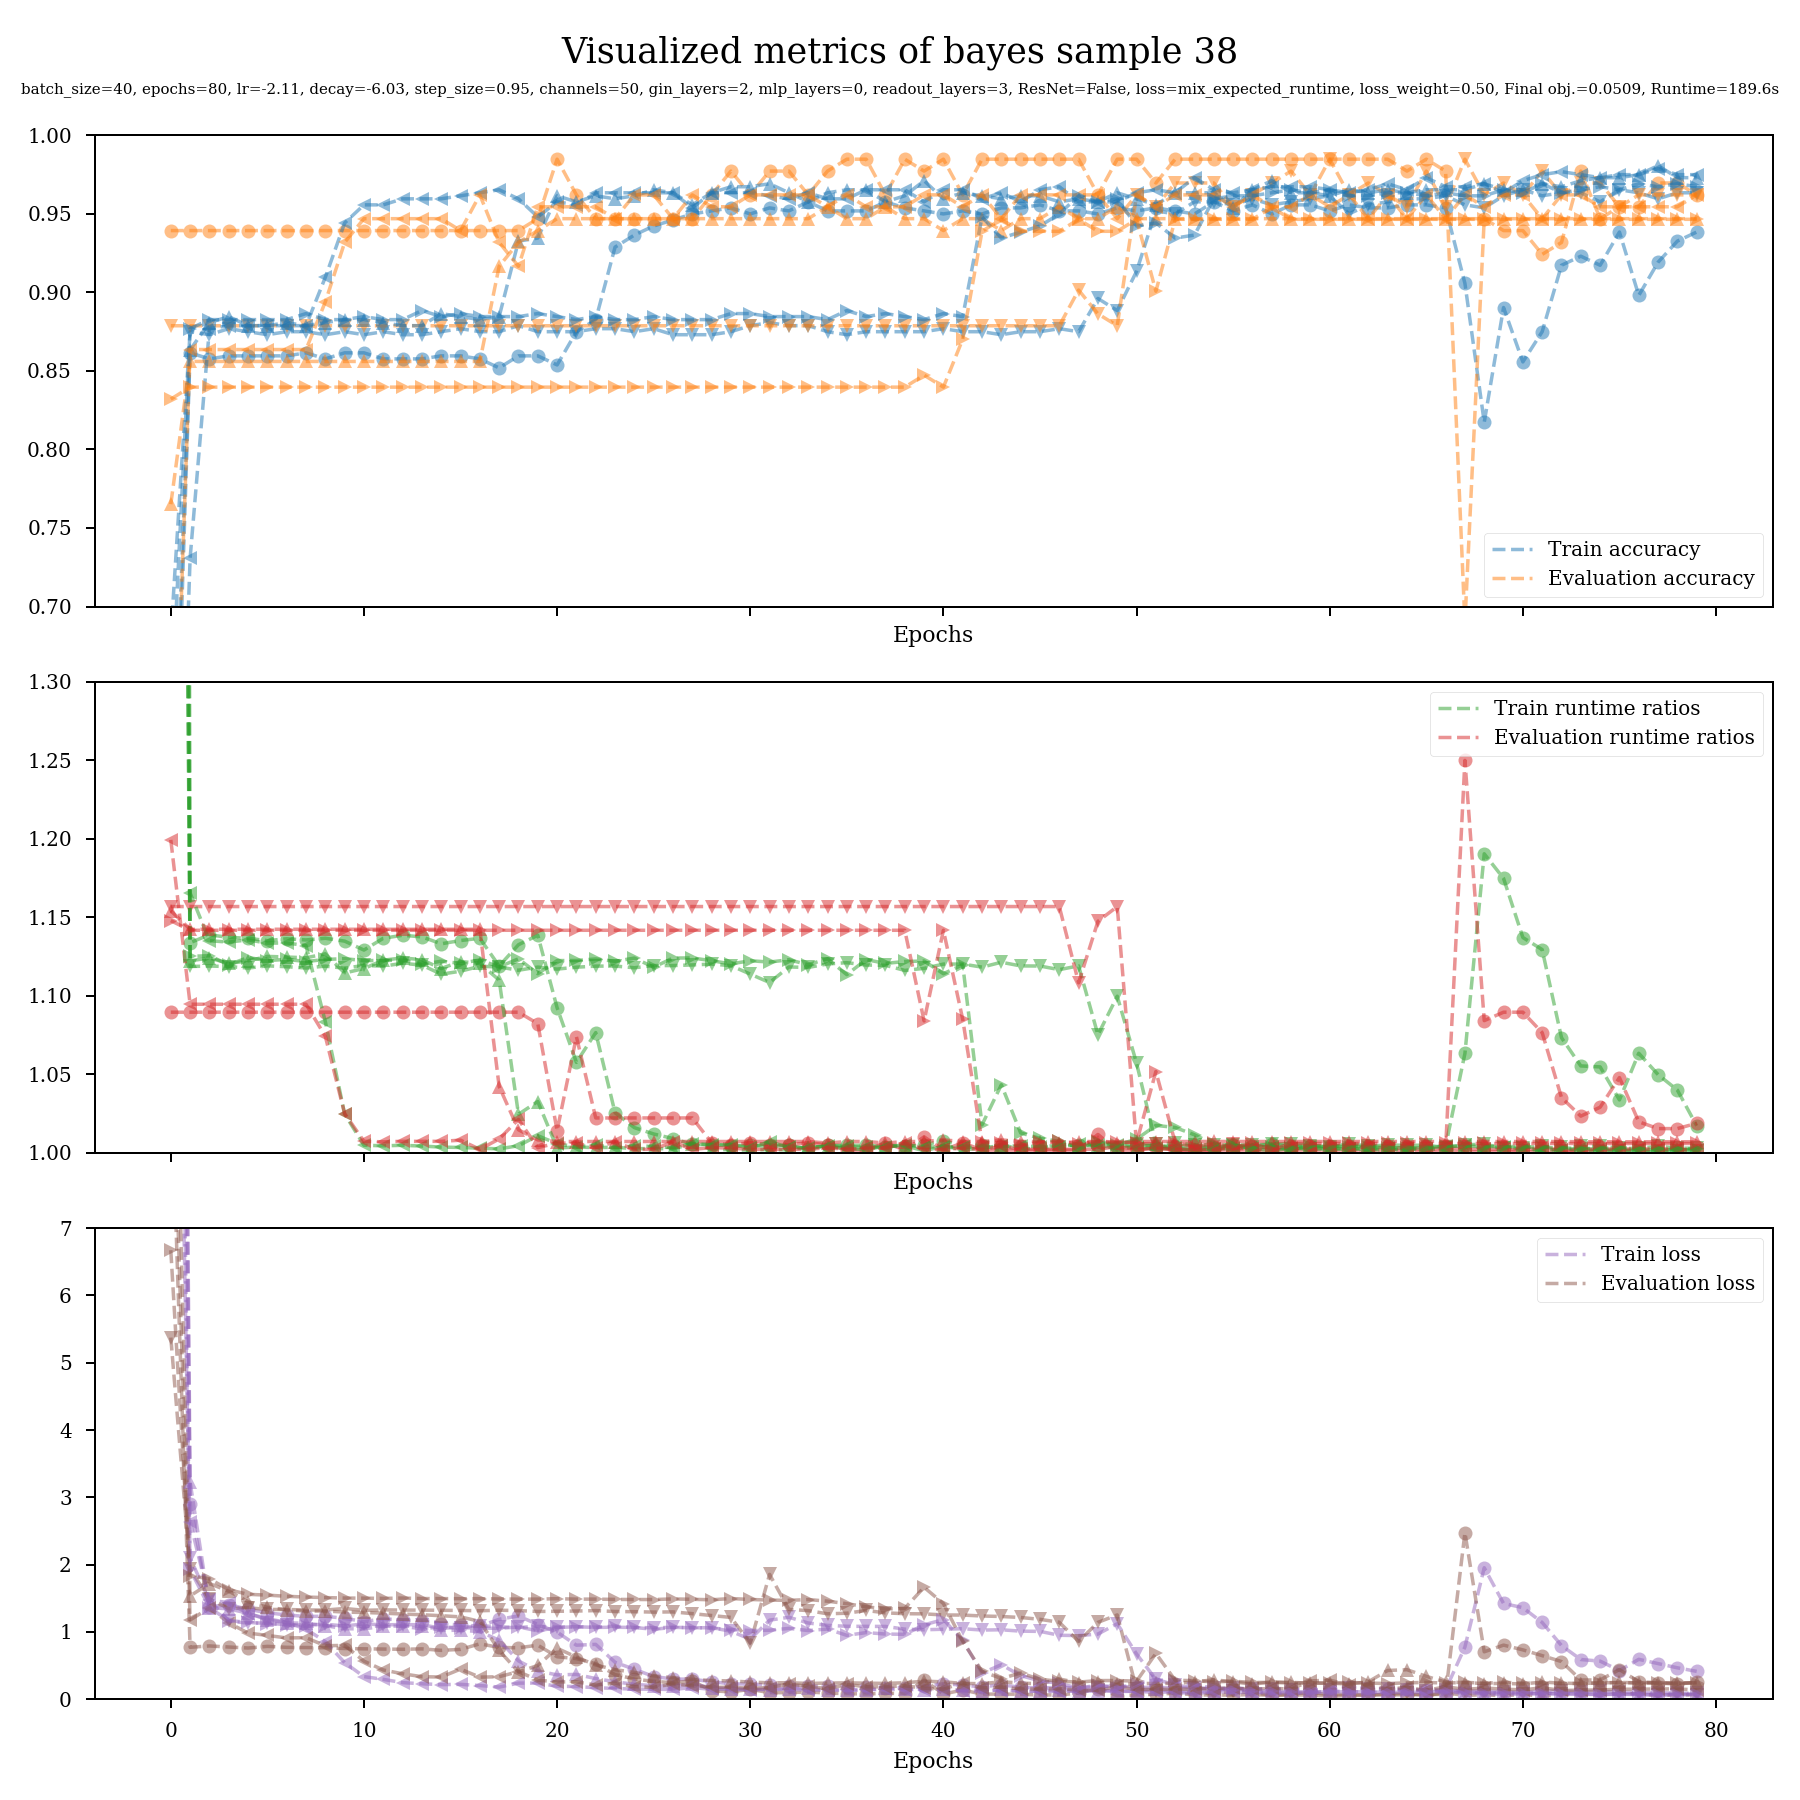 Visualized metrics of bayes sample 38
batch_size=40, epochs=80, lr=-2.11, decay=-6.03, step_size=0.95, channels=50, gin_layers=2, mlp_layers=0, readout_layers=3, ResNet=False, loss=mix_expected_runtime, loss_weight=0.50, Final obj.=0.0509, Runtime=189.6s
1.00
0.95
0.90
0.85
0.80
0.75
0.70
Train accuracy
Evaluation accuracy
Epochs
1.30
1.25
1.20
1.15
1.10
1.05
1.00
Train runtime ratios
Evaluation runtime ratios
Epochs
7
6
5
4
3
2
1
0
Train loss
Evaluation loss
0 10 20 30 40 50 60 70 80
Epochs